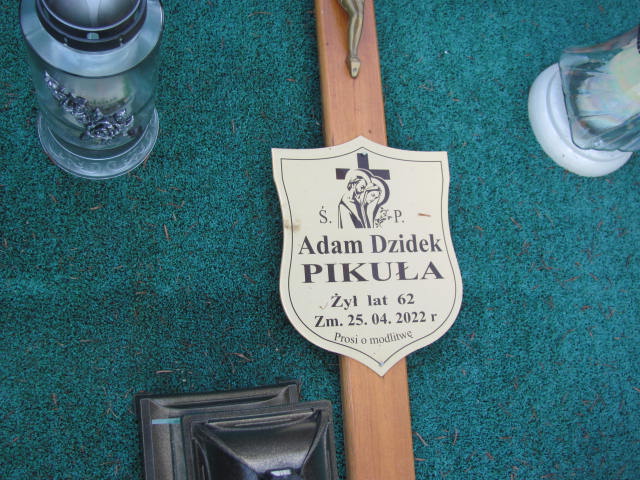 Ś. P.
Adam Dzidek
PIKUŁA
Żył lat 62
Zm. 25. 04. 2022 r
Prosi o modlitwę